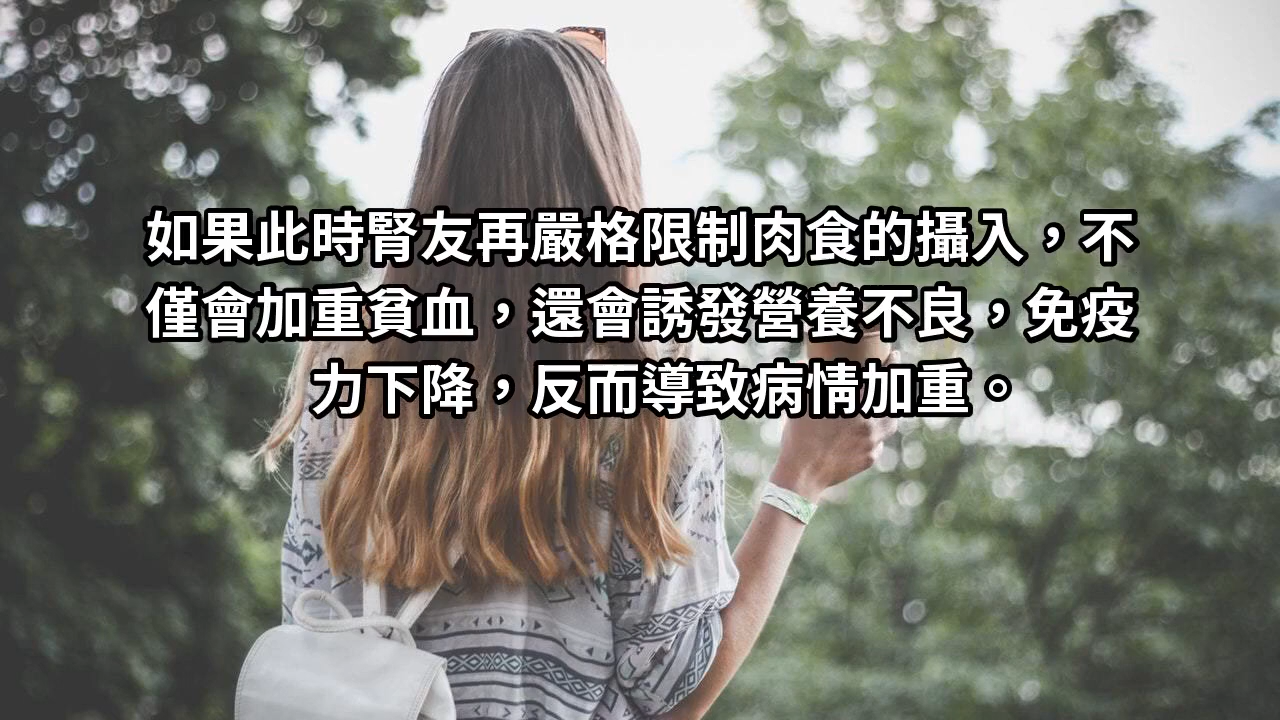 如果此時腎友再嚴格限制肉食的攝入，不
僅會加重貧血，還會誘發營養不良，免疫
力下降，反而導致病情加重。